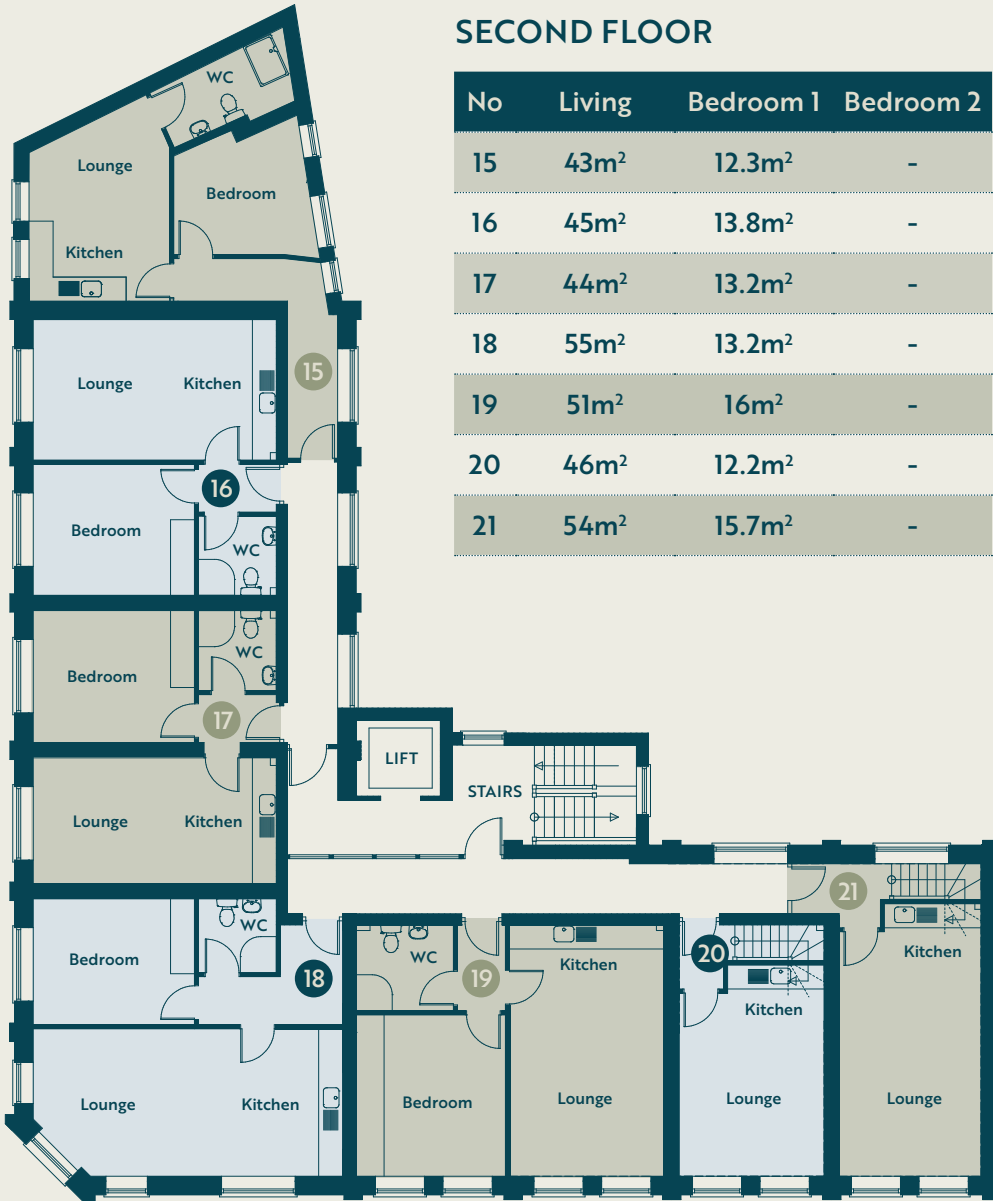 SECOND FLOOR
No Living Bedroom 1 Bedroom 2
15 43m² 12.3m² -
16 45m² 13.8m² -
17 44m² 13.2m² -
18 55m² 13.2m² -
19 51m² 16m² -
20 46m² 12.2m² -
21 54m² 15.7m² -
WC
Lounge
Bedroom
Kitchen
15
Lounge Kitchen
16
Bedroom
WC
WC
Bedroom
17
LIFT
STAIRS
Lounge Kitchen
21
WC
Bedroom
18
WC
19
Kitchen
20
Kitchen
Kitchen
Lounge Kitchen
Bedroom
Lounge
Lounge
Lounge